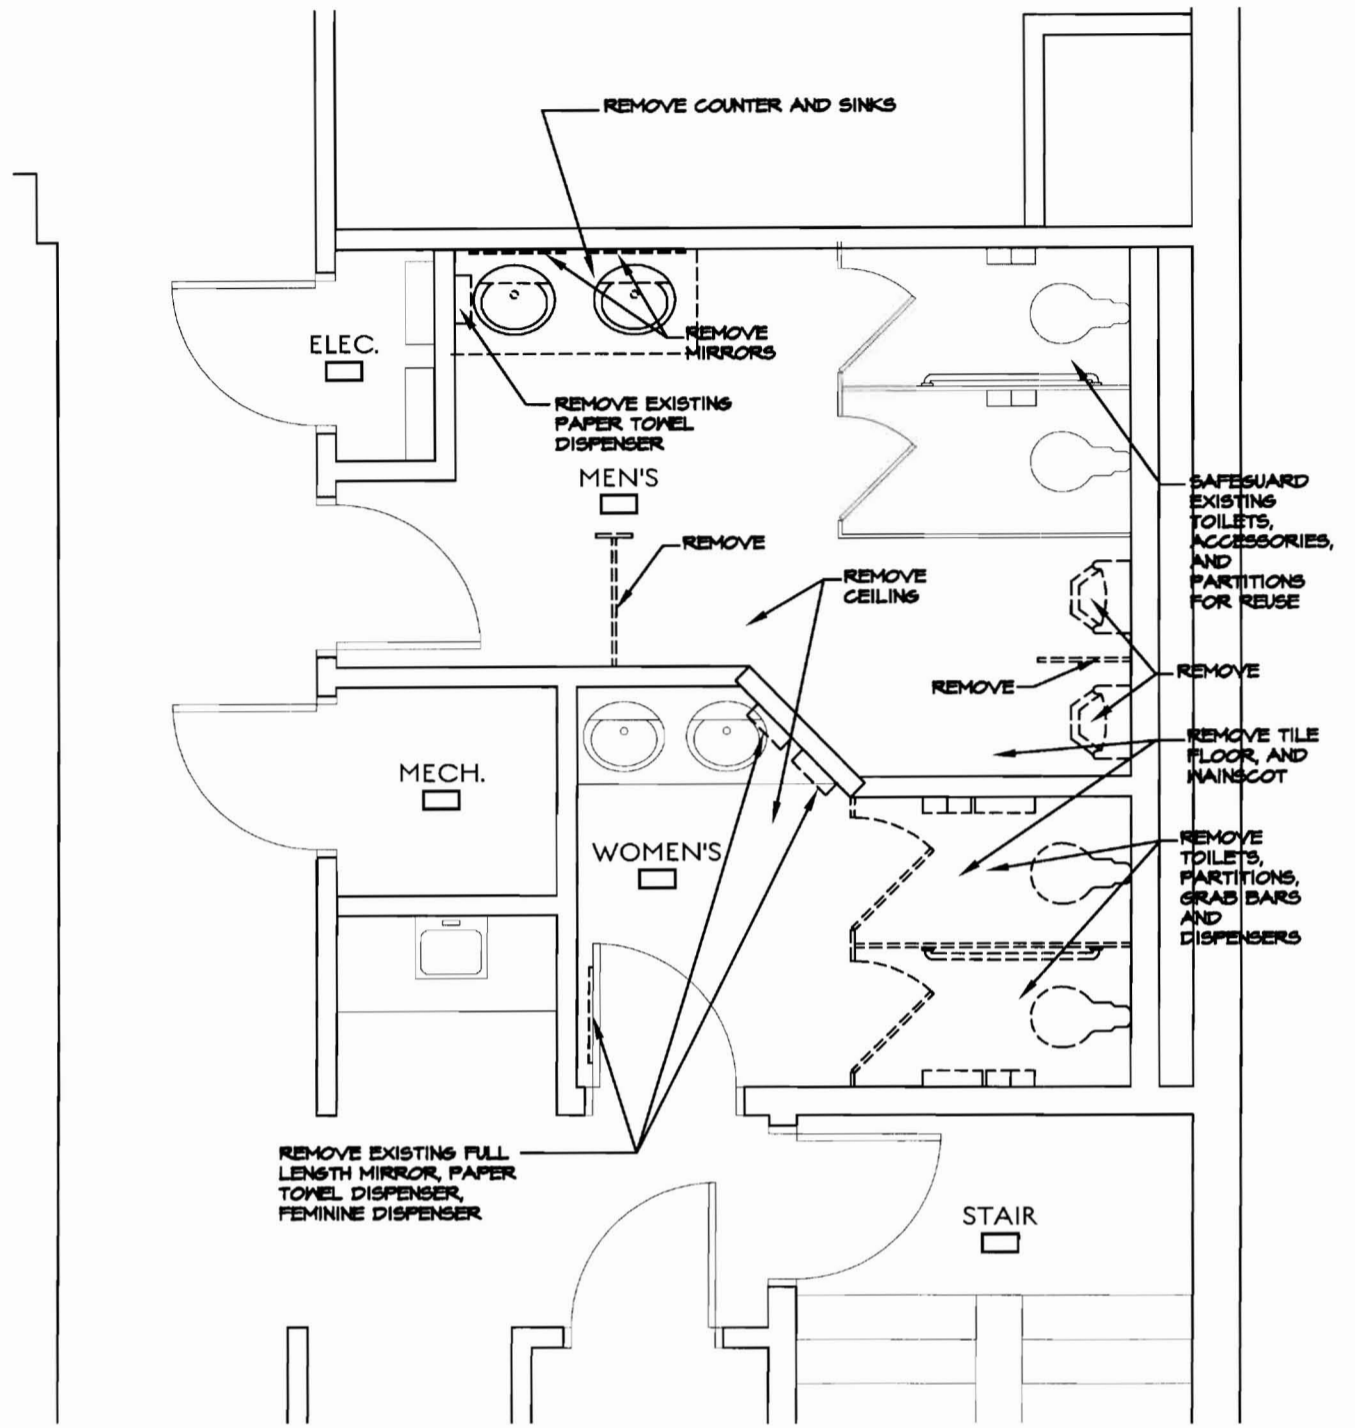 REMOVE COUNTER AND SINKS
ELEC.
REMOVE
MIRRORS
REMOVE EXISTING
PAPER TOWEL
DISPENSER
MEN'S
SAFEGUARD
EXISTING
TOILETS,
ACCESSORIES,
AND
PARTITIONS
FOR REUSE
REMOVE
REMOVE
CEILING
REMOVE
REMOVE
REMOVE TILE
FLOOR, AND
WAINSCOT
MECH.
WOMEN'S
REMOVE
TOILETS,
PARTITIONS,
GRAB BARS
AND
DISPENSERS
REMOVE EXISTING FULL
LENGTH MIRROR, PAPER
TOWEL DISPENSER,
FEMININE DISPENSER
STAIR